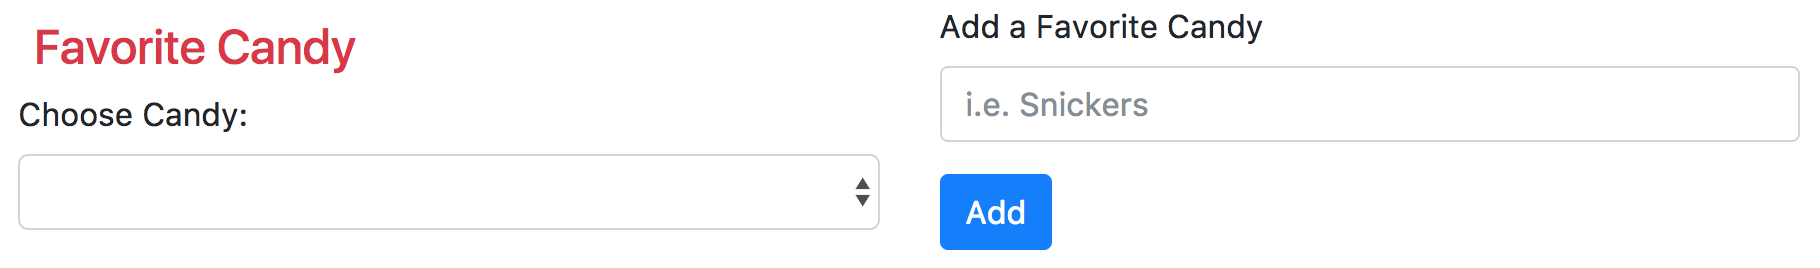 Favorite Candy
Choose Candy:
Add a Favorite Candy
i.e. Snickers
Add